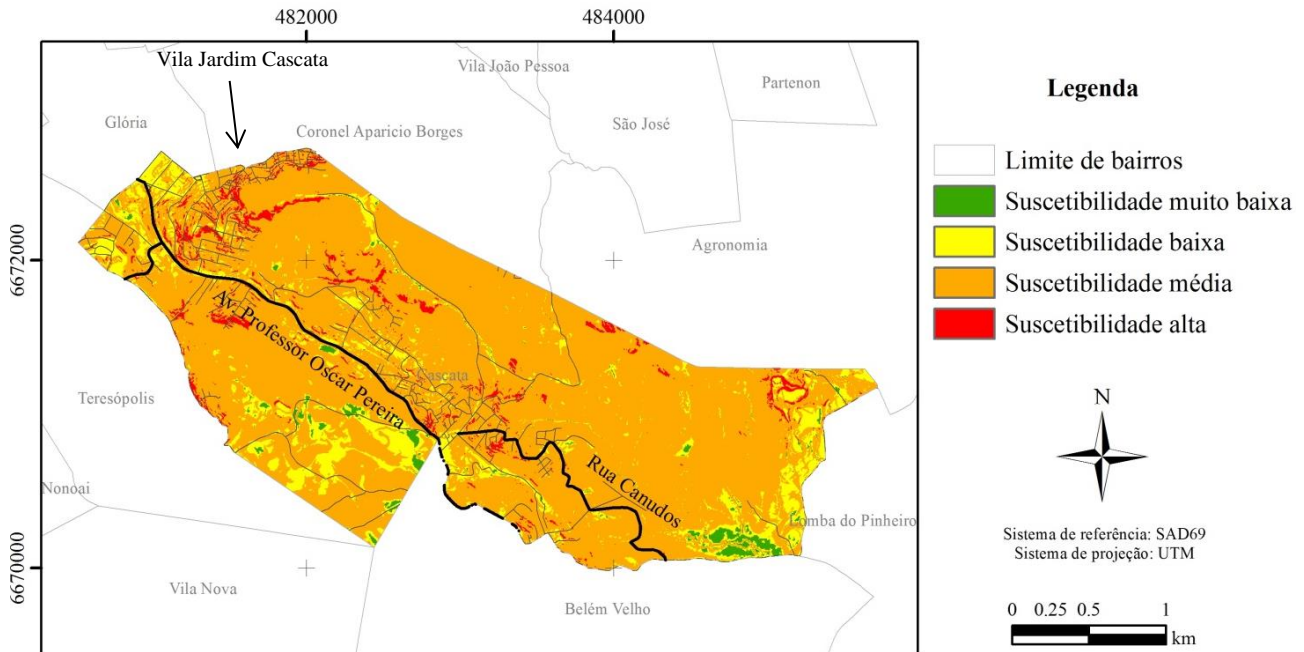 482000
484000
Vila Jardim Cascata
Vila João Pessoa
Partenon
Glória
Coronel Aparicio Borges
São José
6672000
Agronomia
Av. Professor Oscar Pereira
Cascata
Teresópolis
Rua Canudos
Nonoai
Lomba do Pinheiro
6670000
Vila Nova
Belém Velho
Legenda
Limite de bairros
Suscetibilidade muito baixa
Suscetibilidade baixa
Suscetibilidade média
Suscetibilidade alta
N
Sistema de referência: SAD69
Sistema de projeção: UTM
0 0.25 0.5 1
km